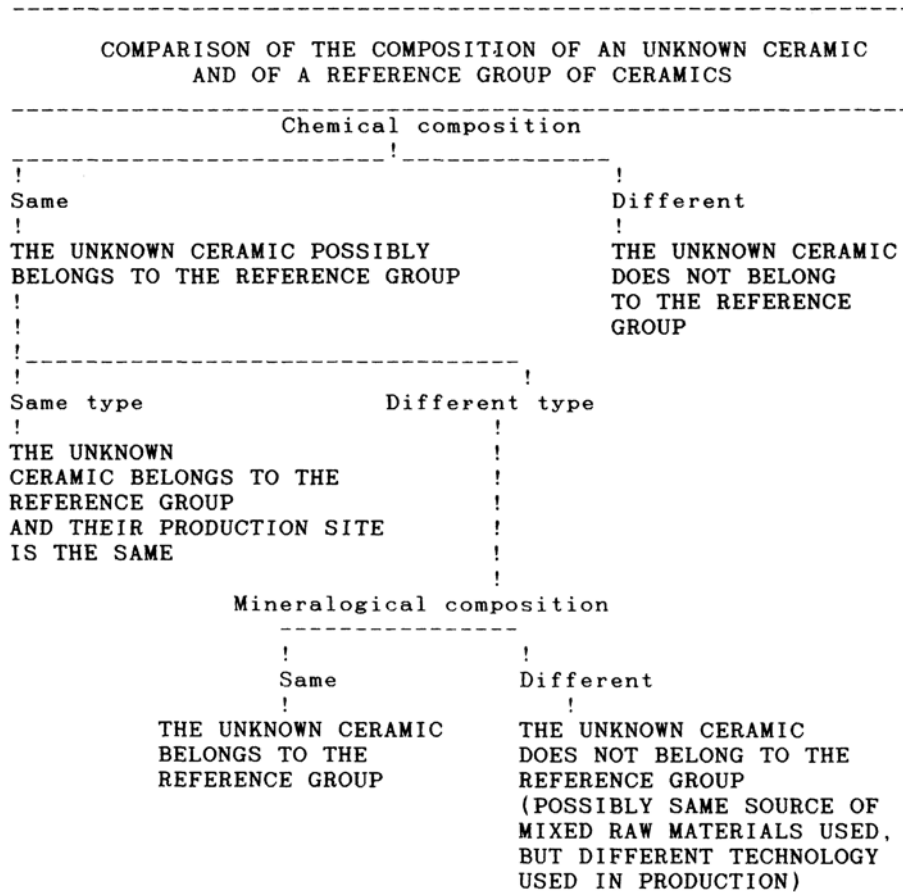 COMPARISON OF THE COMPOSITION OF AN UNKNOWN CERAMIC
AND OF A REFERENCE GROUP OF CERAMICS
Chemical composition
!
! !
Same Different
! !
THE UNKNOWN CERAMIC POSSIBLY THE UNKNOWN CERAMIC
BELONGS TO THE REFERENCE GROUP DOES NOT BELONG
! TO THE REFERENCE
! GROUP
!
! !
Same type Different type
! !
THE UNKNOWN !
CERAMIC BELONGS TO THE !
REFERENCE GROUP !
AND THEIR PRODUCTION SITE !
IS THE SAME !
!
Mineralogical composition
! !
Same Different
! !
THE UNKNOWN CERAMIC THE UNKNOWN CERAMIC
BELONGS TO THE DOES NOT BELONG TO THE
REFERENCE GROUP REFERENCE GROUP
(POSSIBLY SAME SOURCE OF
MIXED RAW MATERIALS USED,
BUT DIFFERENT TECHNOLOGY
USED IN PRODUCTION)